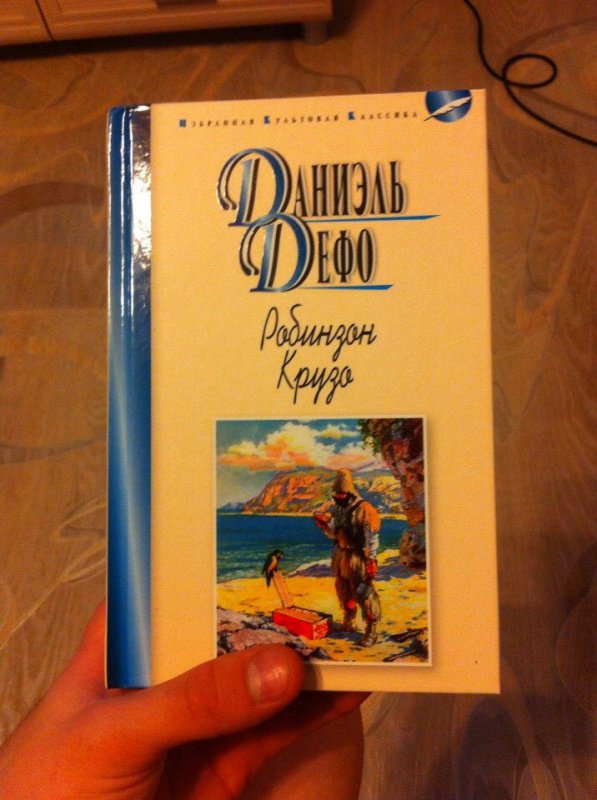 Избранная Культовая Классика
Даниэль
Дефо
Робинзон
Крузо